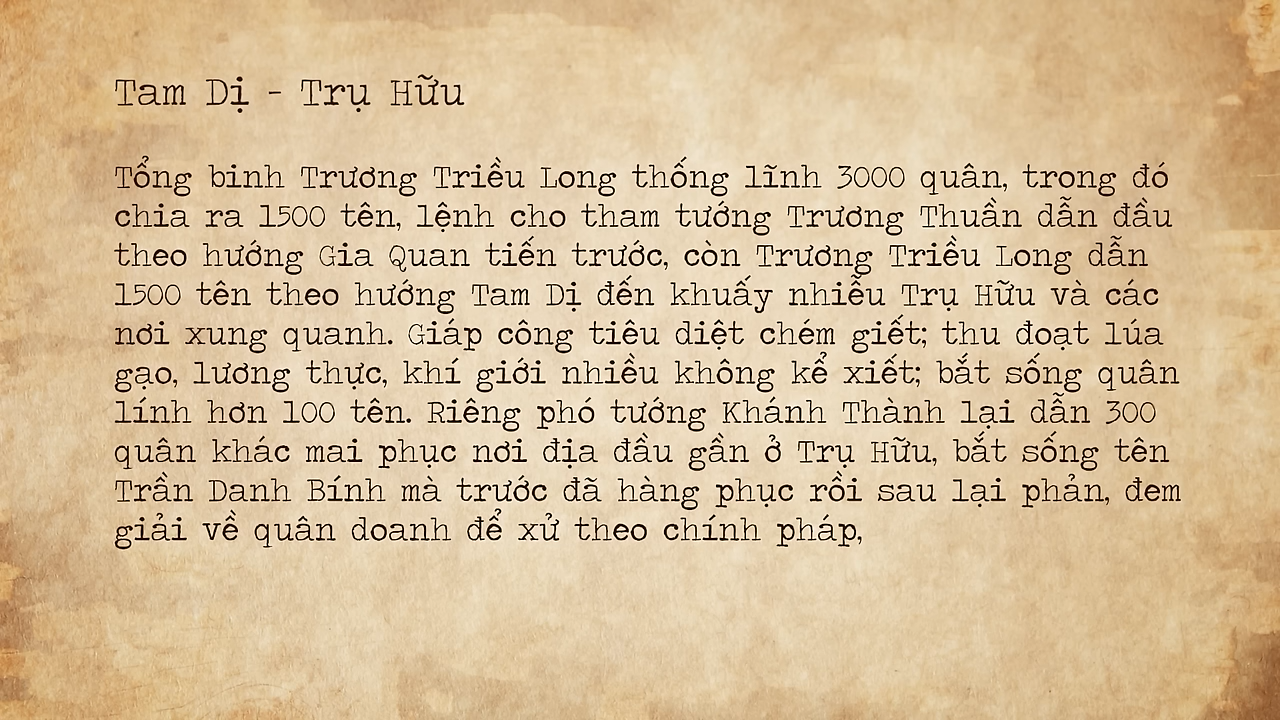 Tam Dị - Trụ Hữu
Tổng binh Trương Triều Long thống lĩnh 3000 quân, trong đó
chia ra 1500 tên, lệnh cho tham tướng Trương Thuần dẫn đầu
theo hướng Gia Quan tiến trước, còn Trương Triều Long dẫn
1500 tên theo hướng Tam Dị đến khuấy nhiễu Trụ Hữu và các
nơi xung quanh. Giáp công tiêu diệt chém giết; thu đoạt lúa
gạo, lương thực, khí giới nhiều không kể xiết; bắt sống quân
lính hơn 100 tên. Riêng phó tướng Khánh Thành lại dẫn 300
quân khác mai phục nơi địa đầu gần ở Trụ Hữu, bắt sống tên
Trần Danh Bính mà trước đã hàng phục rồi sau lại phản, đem
giải về quân doanh để xử theo chính pháp,